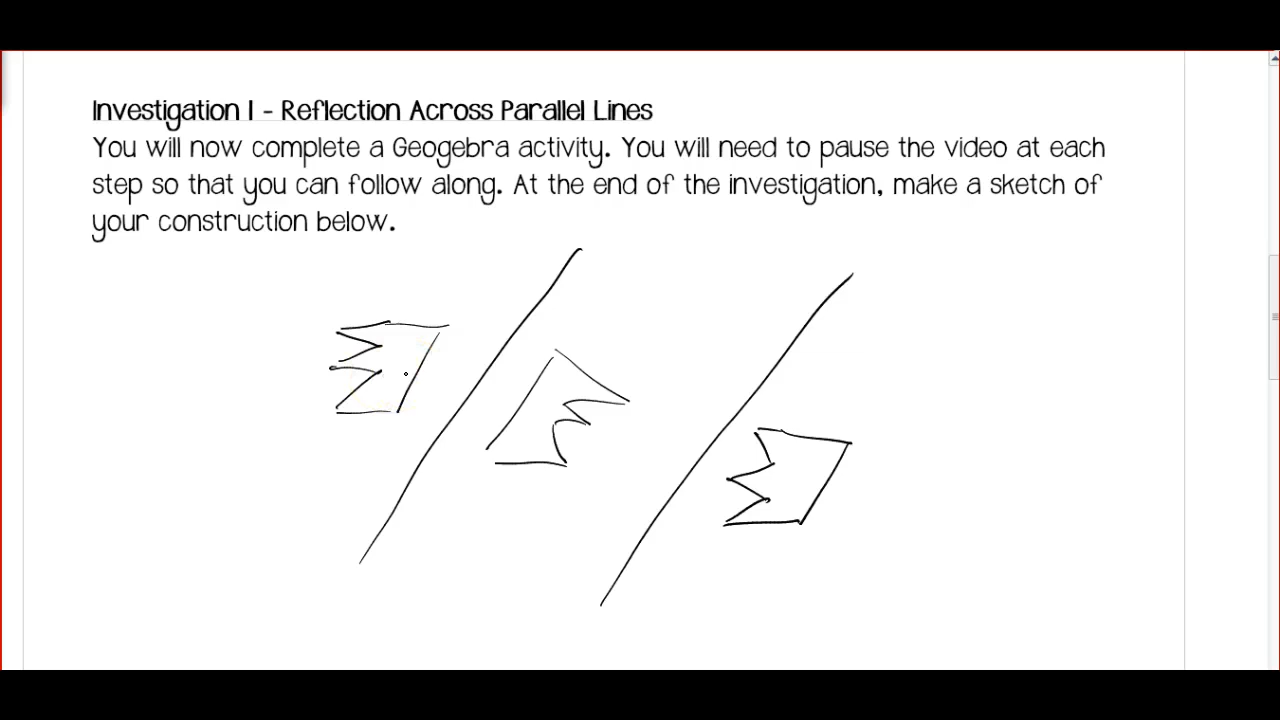 Investigation 1 - Reflection Across Parallel Lines
You will now complete a Geogebra activity. You will need to pause the video at each
step so that you can follow along. At the end of the investigation, make a sketch of
your construction below.